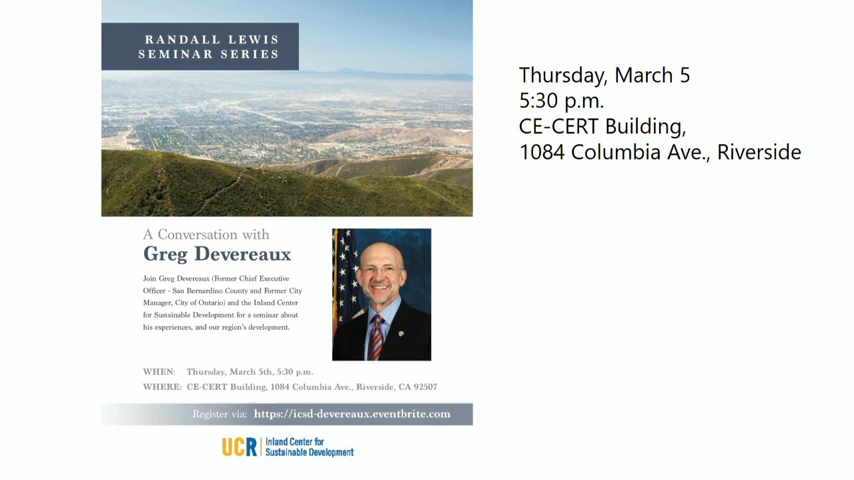 RANDALL LEWIS
SEMINAR SERIES
Thursday, March 5
5:30 p.m.
CE-CERT Building,
1084 Columbia Ave., Riverside
A Conversation with
Greg Devereaux
Join Greg Devereaux (Former Chief Executive
Officer - San Bernardino County and Former City
Manager, City of Ontario) and the Inland Center
for Sustainable Development for a seminar about
his experiences, and our region's development.
WHEN: Thursday, March 5th, 5:30 p.m.
WHERE: CE-CERT Building, 1084 Columbia Ave., Riverside, CA 92507
Register via: https://icsd-devereaux.eventbrite.com
UCR Inland Center for
Sustainable Development